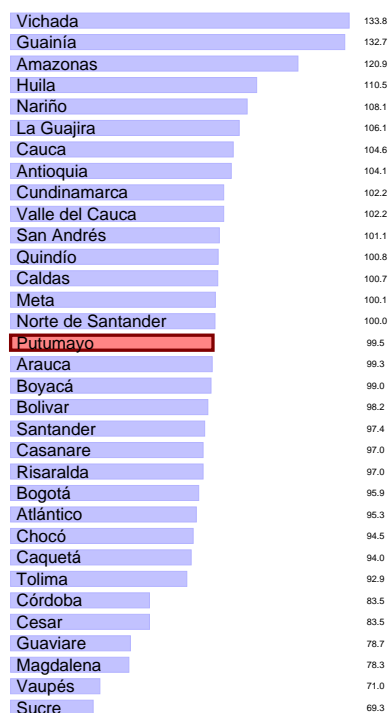 Vichada 133.8
Guainía 132.7
Amazonas 120.9
Huila 110.5
Nariño 108.1
La Guajira 106.1
Cauca 104.6
Antioquia 104.1
Cundinamarca 102.2
Valle del Cauca 102.2
San Andrés 101.1
Quindío 100.8
Caldas 100.7
Meta 100.1
Norte de Santander 100.0
Putumayo 99.5
Arauca 99.3
Boyacá 99.0
Bolivar 98.2
Santander 97.4
Casanare 97.0
Risaralda 97.0
Bogotá 95.9
Atlántico 95.3
Chocó 94.5
Caquetá 94.0
Tolima 92.9
Córdoba 83.5
Cesar 83.5
Guaviare 78.7
Magdalena 78.3
Vaupés 71.0
Sucre 69.3